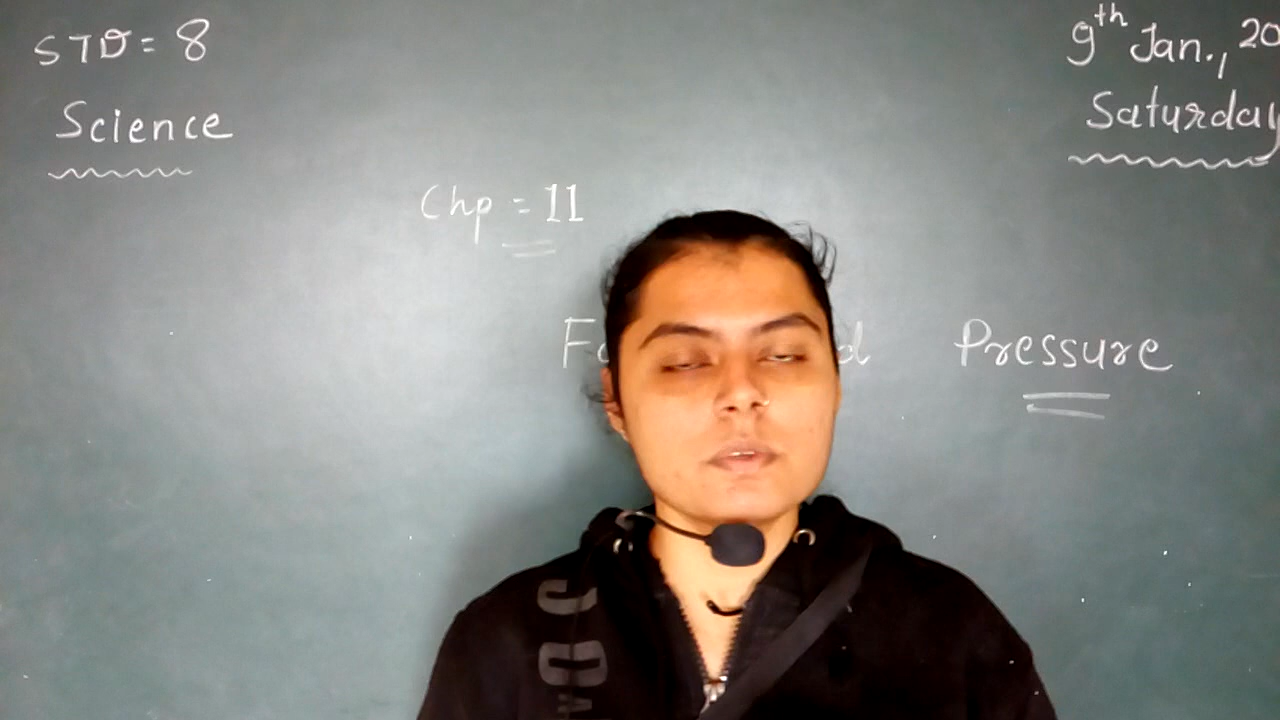 STD = 8
Science
9th Jan., 20
Saturday
Chp = 11
Pressure
J